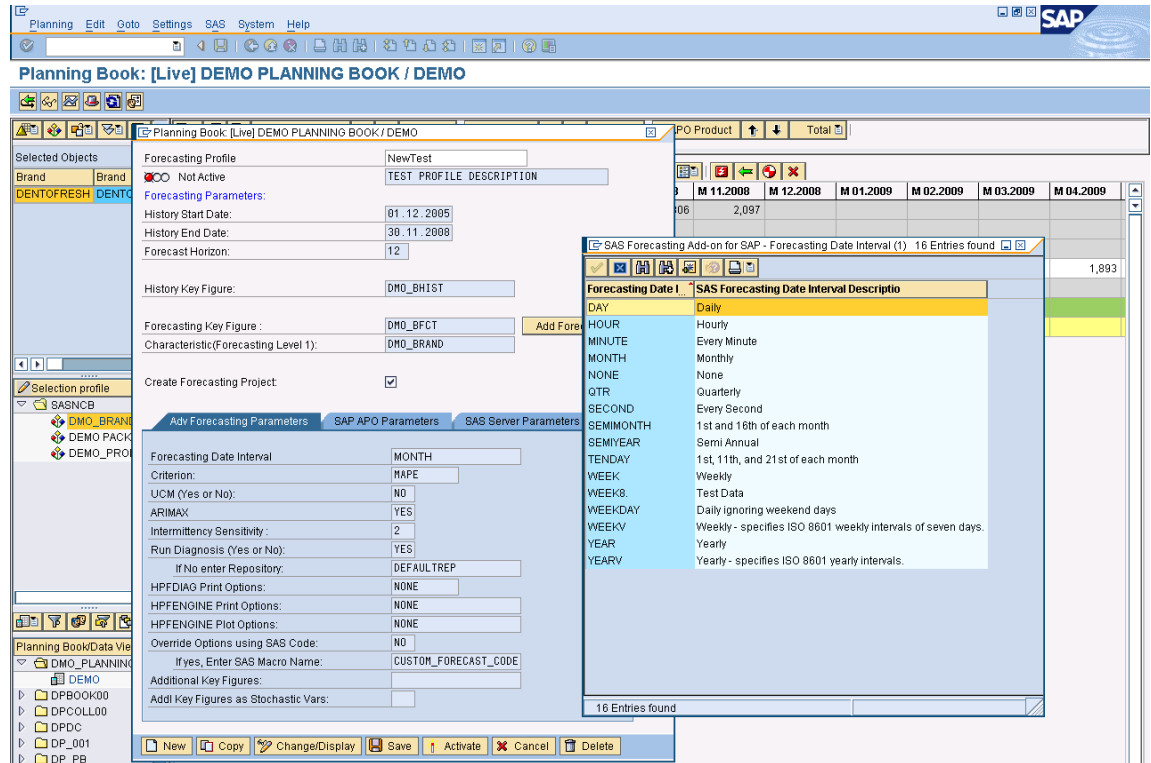 Planning Edit Goto Settings SAS System Help
SAP
Planning Book: [Live] DEMO PLANNING BOOK / DEMO
Planning Book: [Live] DEMO PLANNING BOOK / DEMO
PO Product
Total
Selected Objects
Brand Brand
DENTOFRESH DENTO
M 11.2008 M 12.2008 M 01.2009 M 02.2009 M 03.2009 M 04.2009
2,097
1,893
Forecasting Profile NewTest
Not Active TEST PROFILE DESCRIPTION
Forecasting Parameters:
History Start Date: 01.12.2005
History End Date: 30.11.2008
Forecast Horizon: 12
History Key Figure: DMO_BHIST
Forecasting Key Figure : DMO_BFCT Add Fore
Characteristic(Forecasting Level 1): DMO_BRAND
Create Forecasting Project:
Adv Forecasting Parameters SAP APO Parameters SAS Server Parameters
Forecasting Date Interval MONTH
Criterion: MAPE
UCM (Yes or No): NO
ARIMAX YES
Intermittency Sensitivity : 2
Run Diagnosis (Yes or No): YES
If No enter Repository: DEFAULTREP
HPFDIAG Print Options: NONE
HPFENGINE Print Options: NONE
HPFENGINE Plot Options: NONE
Override Options using SAS Code: NO
If yes, Enter SAS Macro Name: CUSTOM_FORECAST_CODE
Additional Key Figures:
Addl Key Figures as Stochastic Vars:
New Copy Change/Display Save Activate Cancel Delete
SAS Forecasting Add-on for SAP - Forecasting Date Interval (1) 16 Entries found
Forecasting Date I... SAS Forecasting Date Interval Descriptio
DAY Daily
HOUR Hourly
MINUTE Every Minute
MONTH Monthly
NONE None
QTR Quarterly
SECOND Every Second
SEMIMONTH 1st and 16th of each month
SEMIYEAR Semi Annual
TENDAY 1st, 11th, and 21st of each month
WEEK Weekly
WEEK8. Test Data
WEEKDAY Daily ignoring weekend days
WEEKV Weekly - specifies ISO 8601 weekly intervals of seven days.
YEAR Yearly
YEARV Yearly - specifies ISO 8601 yearly intervals.
16 Entries found
Selection profile
SASNCB
DMO_BRAND
DEMO PACK
DEMO_PRO
Planning Book/Data Vie
DMO_PLANNING
DEMO
DPBOOK00
DPCOLL00
DPDC
DP_001
DP_PB